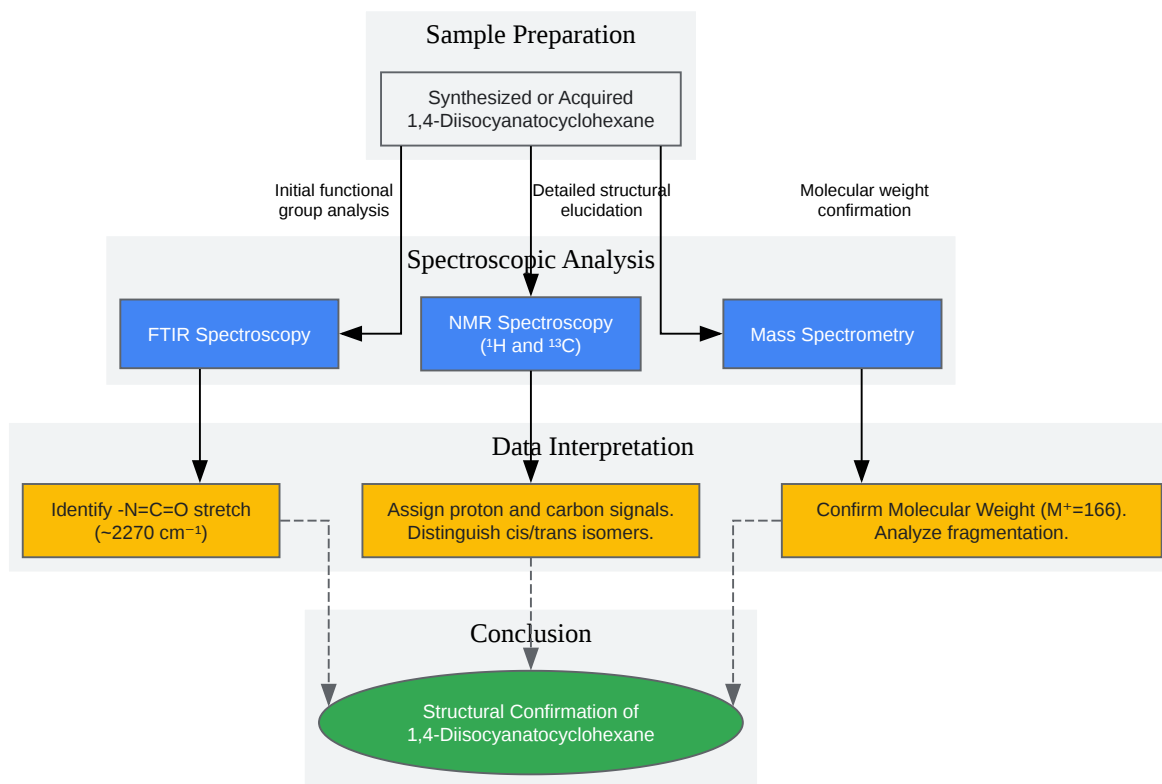 Sample Preparation
Synthesized or Acquired
1,4-Diisocyanatocyclohexane
Initial functional
group analysis
Detailed structural
elucidation
Molecular weight
confirmation
Spectroscopic Analysis
FTIR Spectroscopy
NMR Spectroscopy
(¹H and ¹³C)
Mass Spectrometry
Data Interpretation
Identify -N=C=O stretch
(~2270 cm⁻¹)
Assign proton and carbon signals.
Distinguish cis/trans isomers.
Confirm Molecular Weight (M⁺=166).
Analyze fragmentation.
Conclusion
Structural Confirmation of
1,4-Diisocyanatocyclohexane